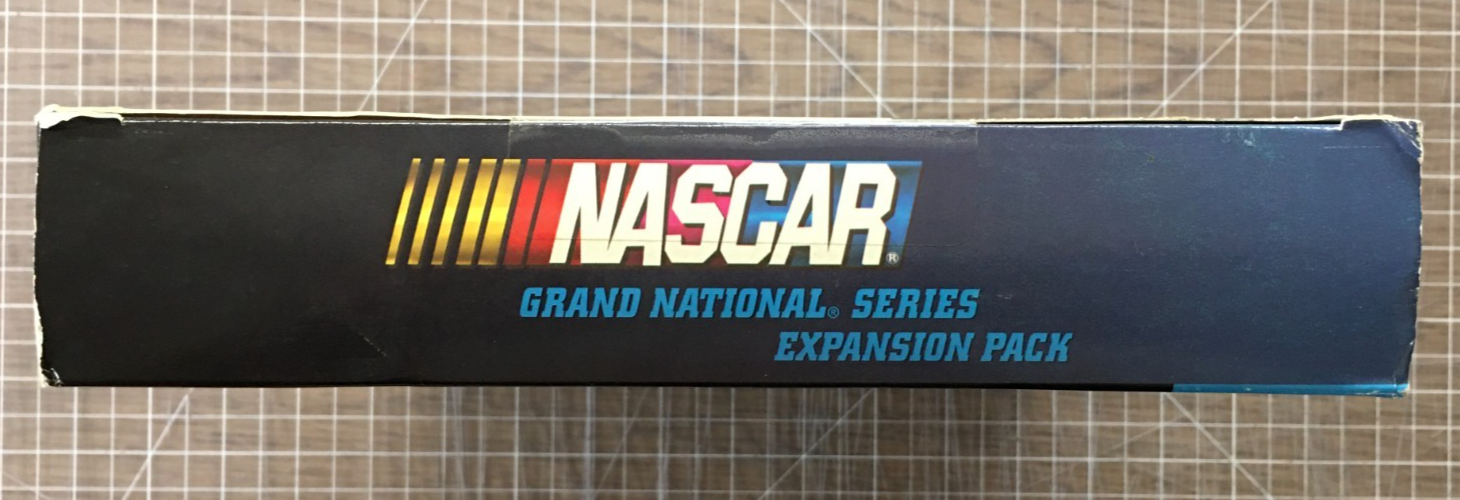 NASCAR®
GRAND NATIONAL® SERIES
EXPANSION PACK